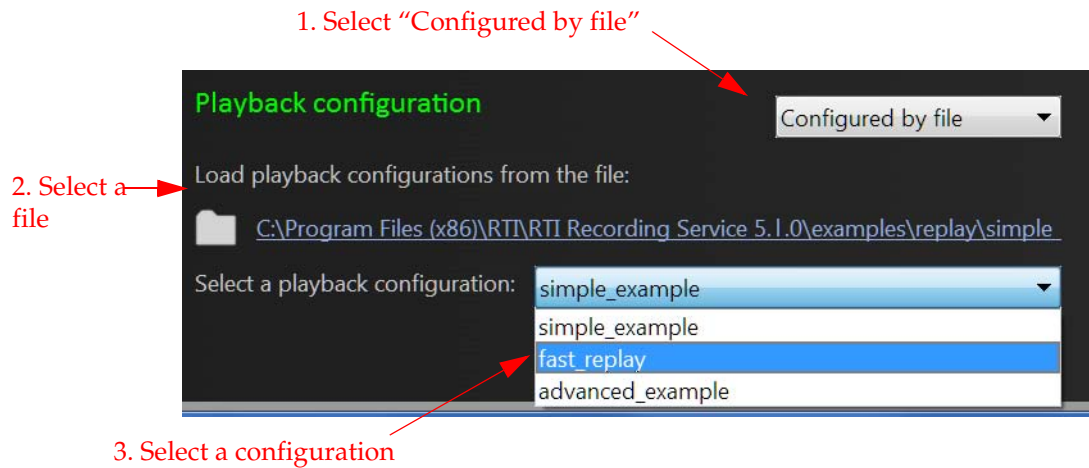 1. Select “Configured by file”
Playback configuration
Configured by file
2. Select a
file
Load playback configurations from the file:
C:\Program Files (x86)\RTI\RTI Recording Service 5.1.0\examples\replay\simple_
Select a playback configuration:
simple_example
simple_example
fast_replay
advanced_example
3. Select a configuration